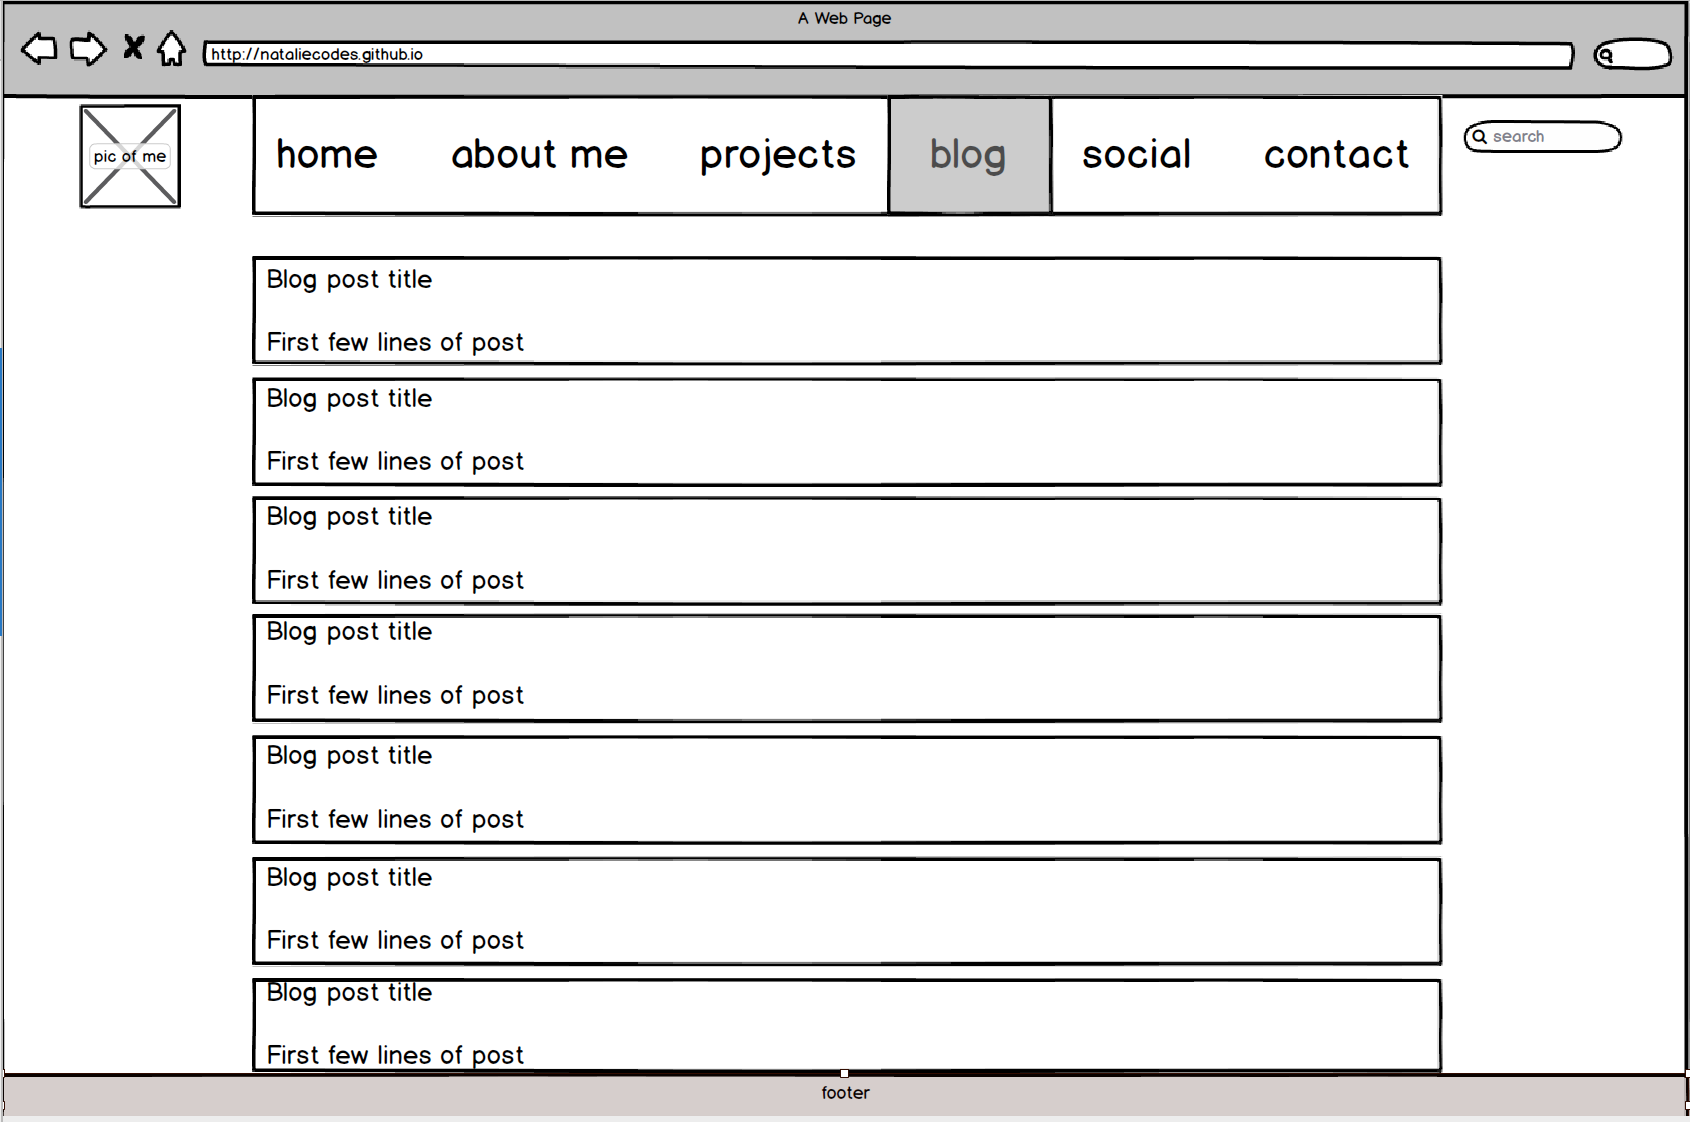 A Web Page
http://nataliecodes.github.io
pic of me
home about me projects blog social contact
search
Blog post title
First few lines of post
Blog post title
First few lines of post
Blog post title
First few lines of post
Blog post title
First few lines of post
Blog post title
First few lines of post
Blog post title
First few lines of post
Blog post title
First few lines of post
footer